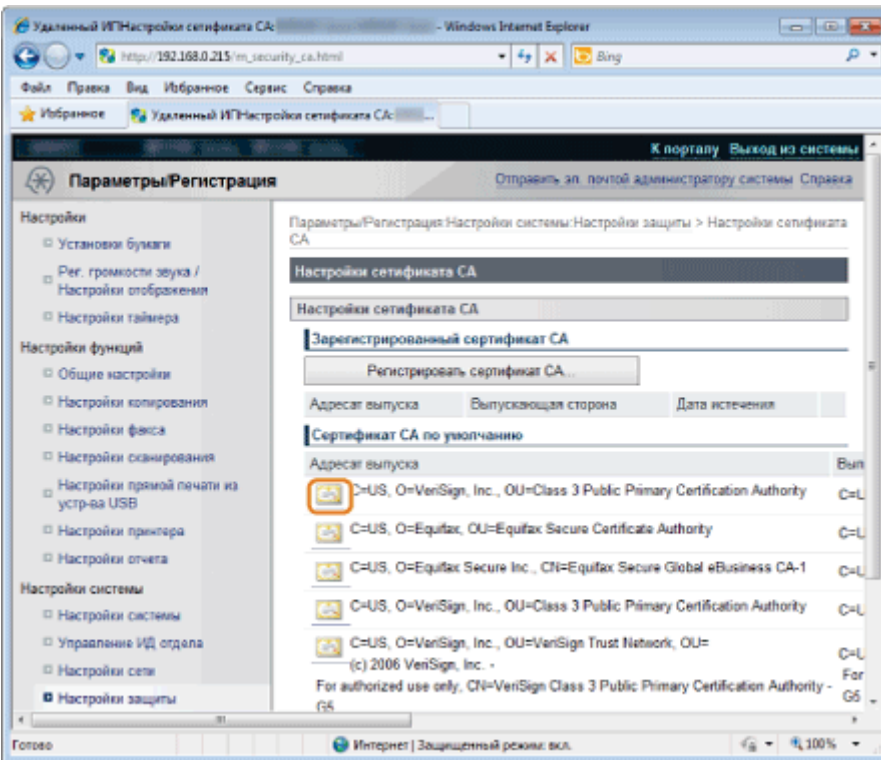 Удаленный ИПНастройки сетификата CA: - Windows Internet Explorer
http://192.168.0.215/m_security_ca.html
Bing
Файл Правка Вид Избранное Сервис Справка
Избранное
Удаленный ИПНастройки сетификата CA: ...
К порталу Выход из системы
Параметры/Регистрация
Отправить эл. почтой администратору системы Справка
Настройки
Установки бумаги
Рег. громкости звука /
Настройки отображения
Настройки таймера
Настройки функций
Общие настройки
Настройки копирования
Настройки факса
Настройки сканирования
Настройки прямой печати из
устр-ва USB
Настройки принтера
Настройки отчета
Настройки системы
Настройки системы
Управление ИД отдела
Настройки сети
Настройки защиты
Параметры/Регистрация:Настройки системы:Настройки защиты > Настройки сетификата
CA
Настройки сетификата CA
Настройки сетификата CA
Зарегистрированный сертификат CA
Регистрировать сертификат CA...
Адресат выпуска Выпускающая сторона Дата истечения
Сертификат CA по умолчанию
Адресат выпуска Вып
C=US, O=VeriSign, Inc., OU=Class 3 Public Primary Certification Authority C=U
C=US, O=Equifax, OU=Equifax Secure Certificate Authority C=U
C=US, O=Equifax Secure Inc., CN=Equifax Secure Global eBusiness CA-1 C=U
C=US, O=VeriSign, Inc., OU=Class 3 Public Primary Certification Authority C=U
C=US, O=VeriSign, Inc., OU=VeriSign Trust Network, OU= C=U
(c) 2006 VeriSign, Inc. -
For authorized use only, CN=VeriSign Class 3 Public Primary Certification Authority - For
G5 G5
Готово
Интернет | Защищенный режим: вкл.
100%